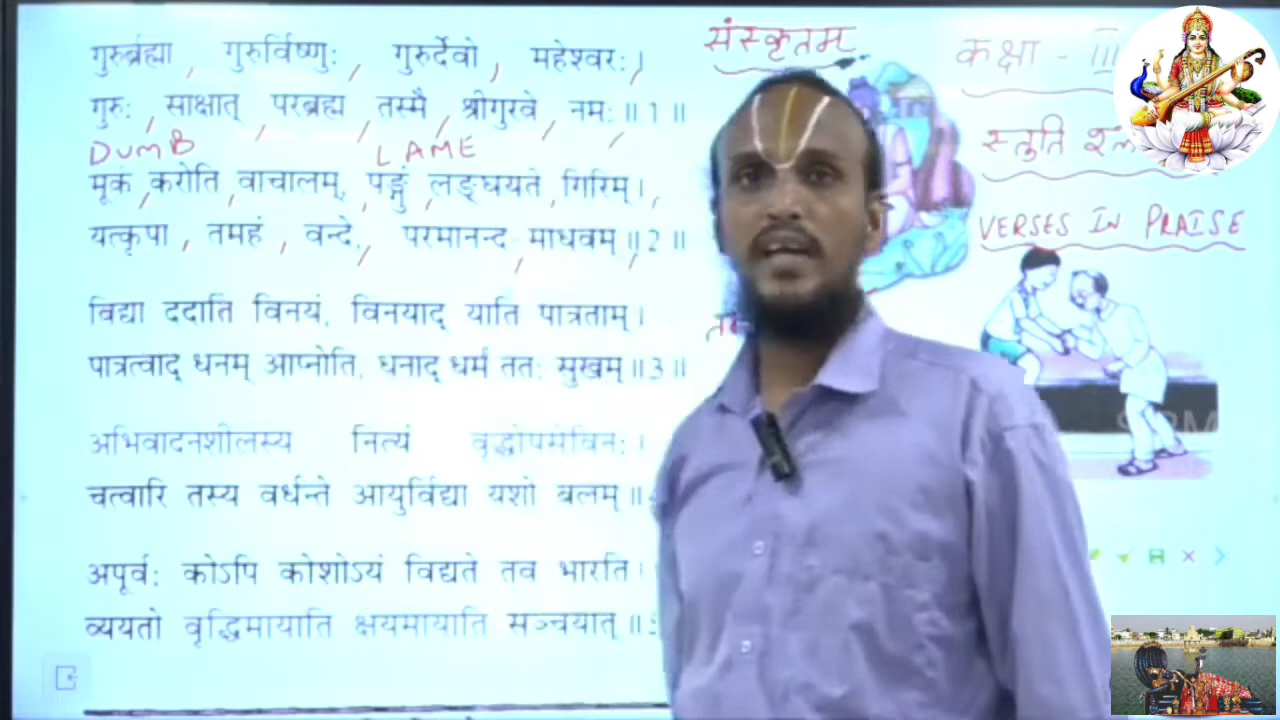 गुरुर्ब्रह्मा , गुरुर्विष्णुः , गुरुर्देवो , महेश्वरः ,।
गुरुः , साक्षात् , परब्रह्म , तस्मै , श्रीगुरवे , नमः ॥ 1 ॥
DUMB LAME
मूकं , करोति , वाचालम् , पङ्गुं , लङ्घयते , गिरिम् । ,
यत्कृपा , तमहं , वन्दे , परमानन्द , माधवम् ॥ 2 ॥
विद्या ददाति विनयं, विनयाद् याति पात्रताम् ।
पात्रत्वाद् धनम् आप्नोति, धनाद् धर्मं ततः सुखम् ॥ 3 ॥
अभिवादनशीलस्य नित्यं वृद्धोपसेविनः ।
चत्वारि तस्य वर्धन्ते आयुर्विद्या यशो बलम् ॥
अपूर्वः कोऽपि कोशोऽयं विद्यते तव भारति ।
व्ययतो वृद्धिमायाति क्षयमायाति सञ्चयात् ॥
संस्कृतम्
कक्षा - III
स्तुति
VERSES IN PRAISE